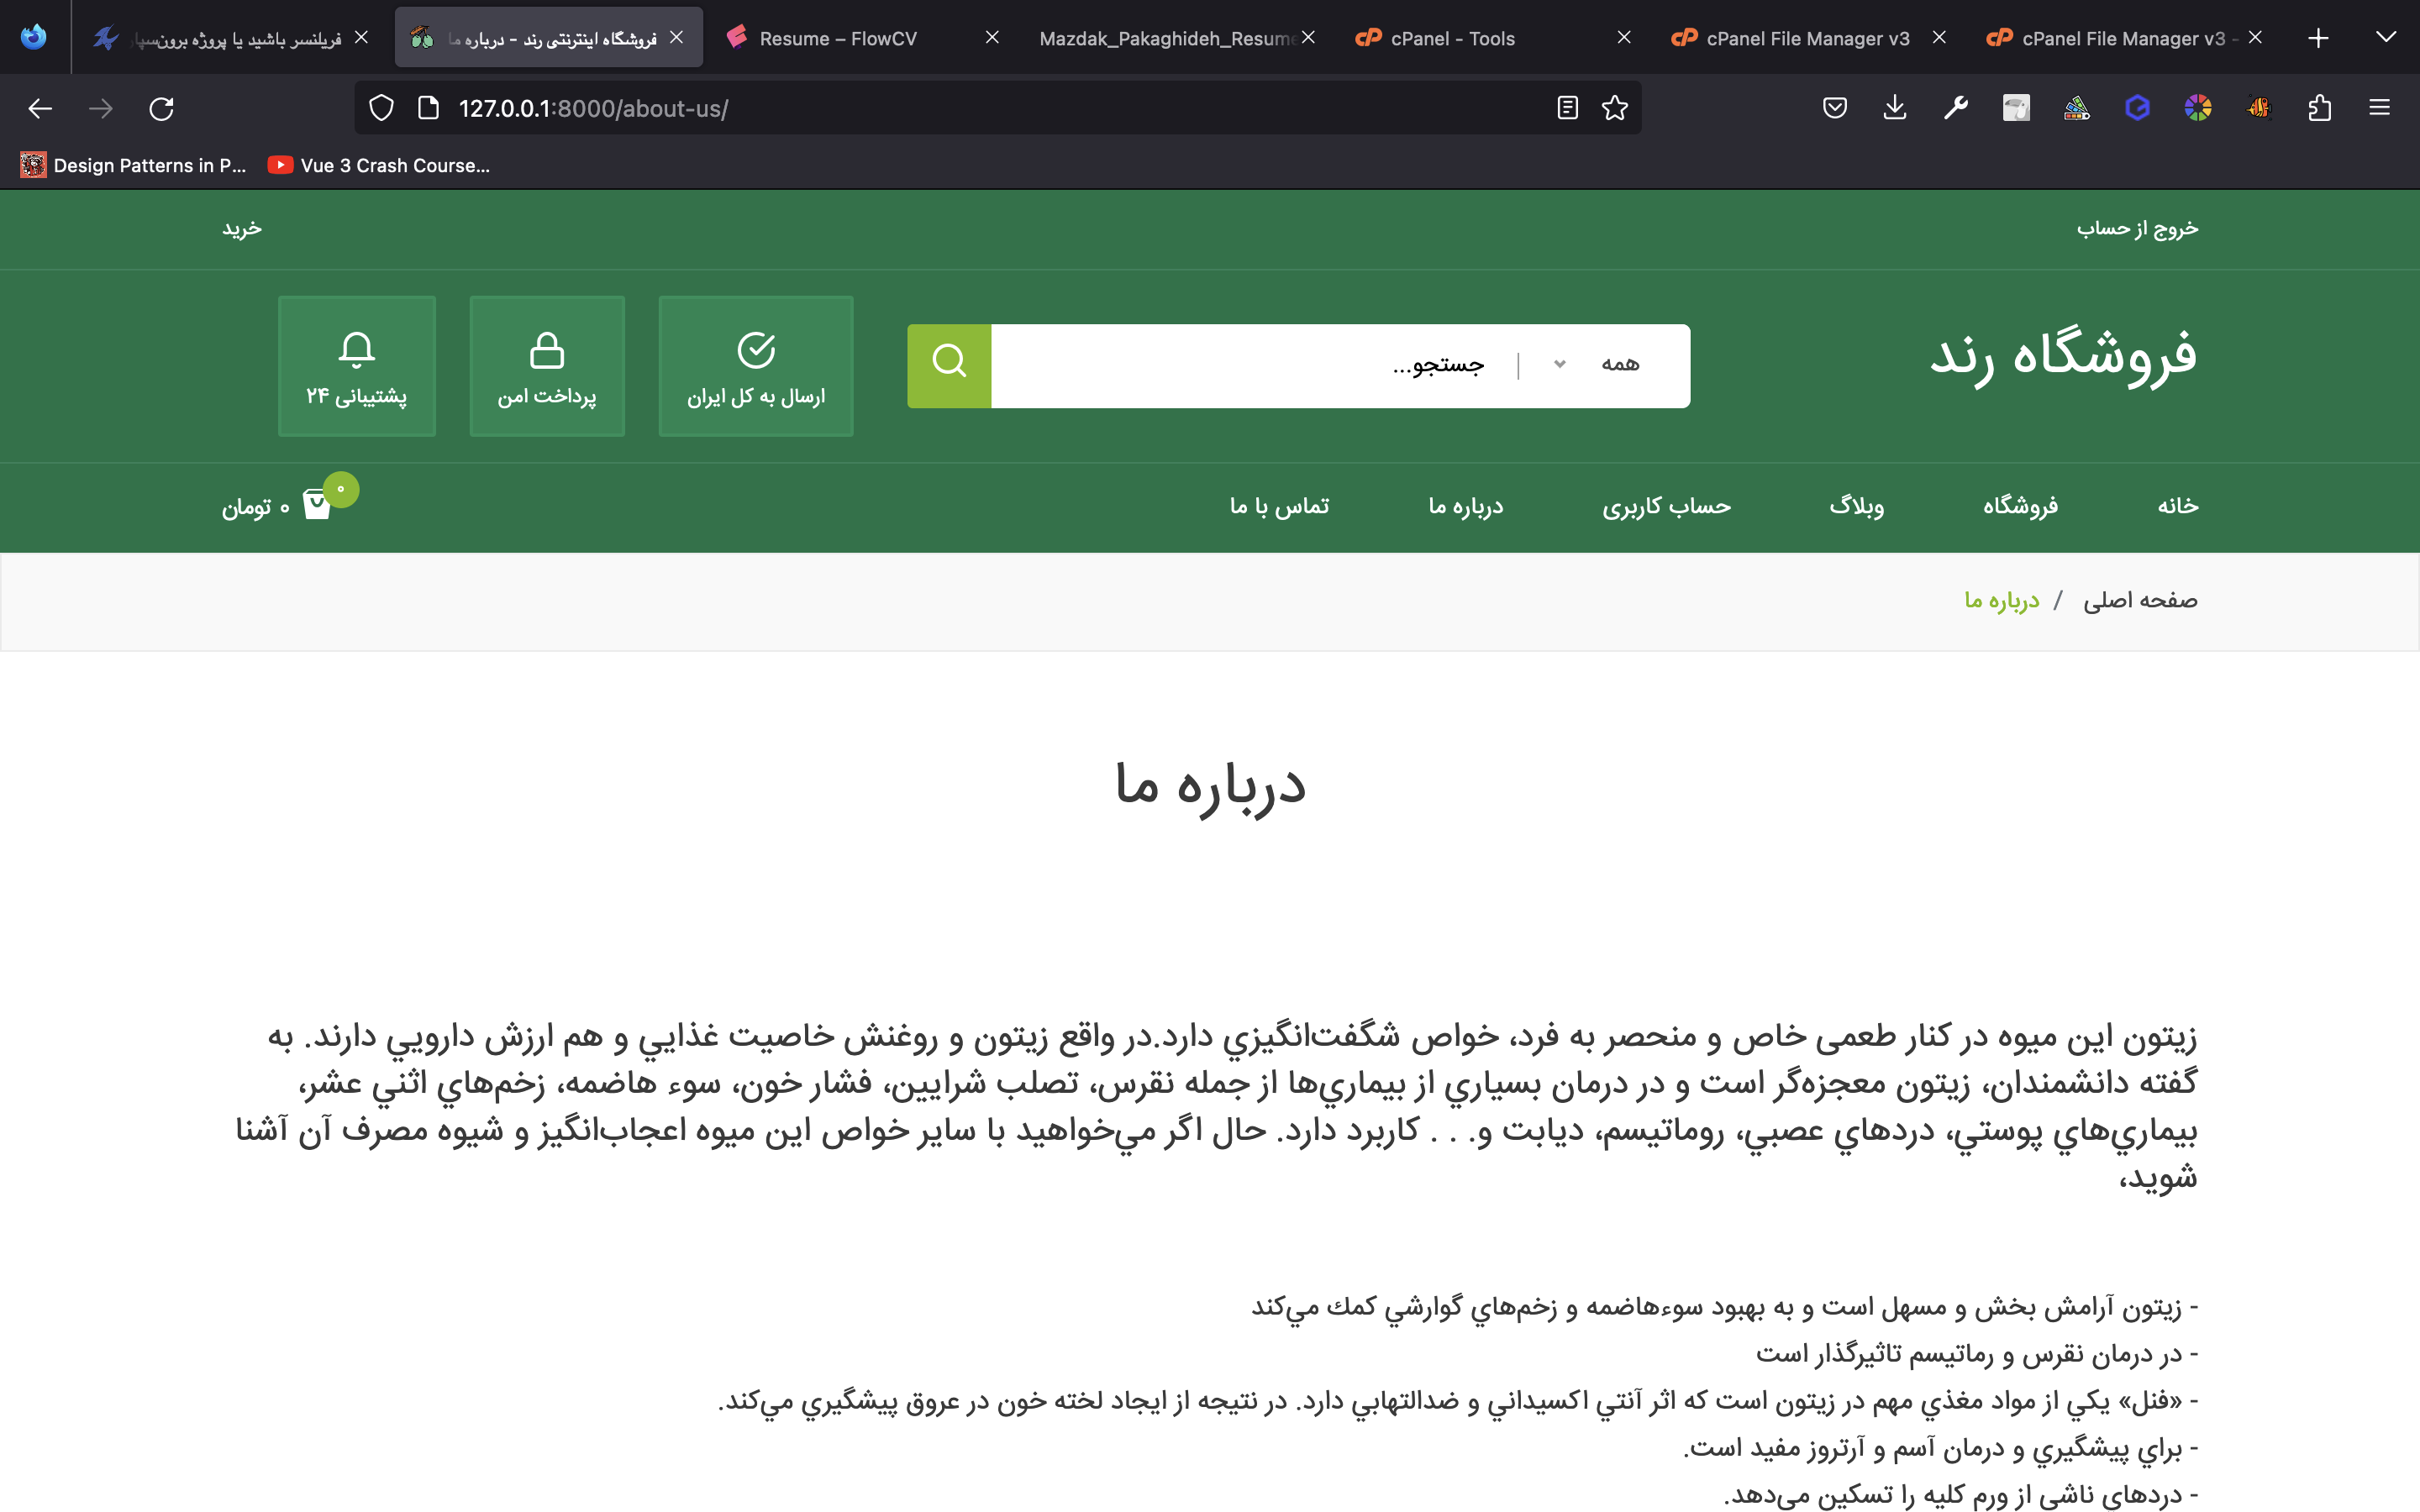 فریلنسر باشید یا پروژه برون‌سپار
فروشگاه اینترنتی رند - درباره ما
Resume – FlowCV
Mazdak_Pakaghideh_Resume
cPanel - Tools
cPanel File Manager v3
cPanel File Manager v3 -
127.0.0.1:8000/about-us/
Design Patterns in P...
Vue 3 Crash Course...
خروج از حساب
خرید
فروشگاه رند
همه
جستجو...
ارسال به کل ایران
پرداخت امن
پشتیبانی ۲۴
خانه
فروشگاه
وبلاگ
حساب کاربری
درباره ما
تماس با ما
۰
۰ تومان
صفحه اصلی / درباره ما
درباره ما
زيتون اين ميوه در كنار طعمی خاص و منحصر به فرد، خواص شگفت‌انگيزي دارد.در واقع زيتون و روغنش خاصيت غذايي و هم ارزش دارويي دارند. به
گفته دانشمندان، زيتون معجزه‌گر است و در درمان بسياري از بيماري‌ها از جمله نقرس، تصلب شرايين، فشار خون، سوء هاضمه، زخم‌هاي اثني عشر،
بيماري‌هاي پوستي، دردهاي عصبي، روماتيسم، ديابت و. . . كاربرد دارد. حال اگر مي‌خواهيد با ساير خواص اين ميوه اعجاب‌انگيز و شيوه مصرف آن آشنا
شويد،
- زيتون آرامش بخش و مسهل است و به بهبود سوءهاضمه و زخم‌هاي گوارشي كمك مي‌كند
- در درمان نقرس و رماتيسم تاثيرگذار است
- «فنل» يكي از مواد مغذي مهم در زيتون است كه اثر آنتي اكسيداني و ضدالتهابي دارد. در نتيجه از ايجاد لخته خون در عروق پيشگيري مي‌كند.
- براي پيشگيري و درمان آسم و آرتروز مفيد است.
- دردهاي ناشي از ورم كليه را تسكين مي‌دهد.